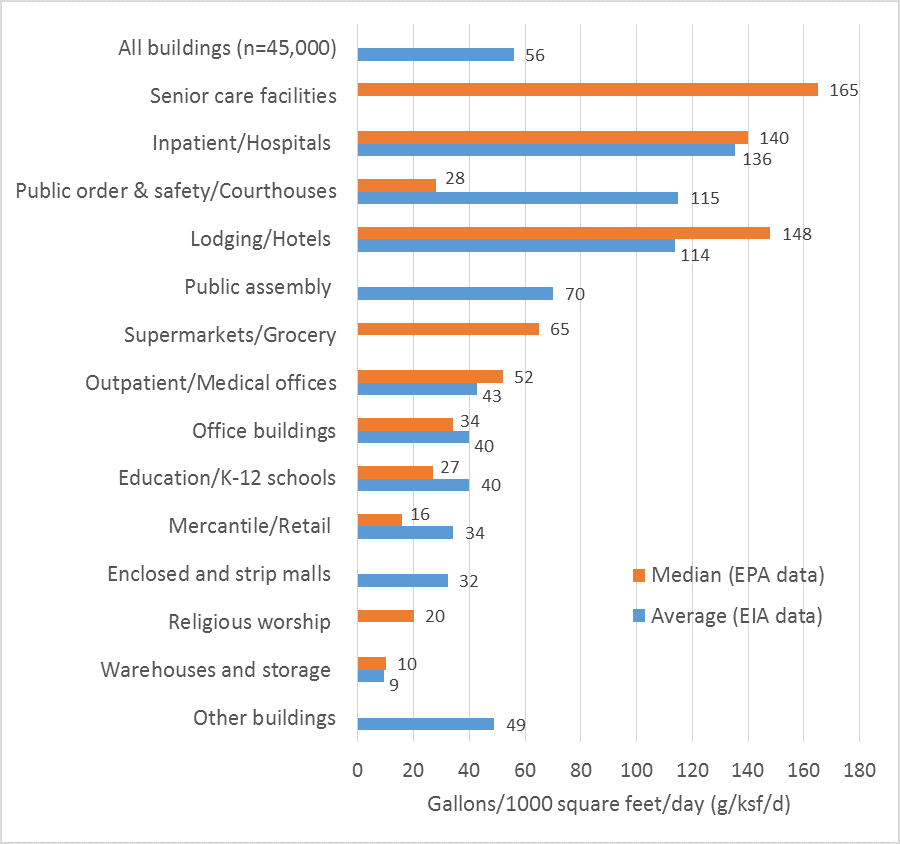 All buildings (n=45,000)
56
Senior care facilities
165
Inpatient/Hospitals
140
136
Public order & safety/Courthouses
28
115
Lodging/Hotels
148
114
Public assembly
70
Supermarkets/Grocery
65
Outpatient/Medical offices
52
43
Office buildings
34
40
Education/K-12 schools
27
40
Mercantile/Retail
16
34
Enclosed and strip malls
32
Religious worship
20
Warehouses and storage
10
9
Other buildings
49
Median (EPA data)
Average (EIA data)
0 20 40 60 80 100 120 140 160 180
Gallons/1000 square feet/day (g/ksf/d)